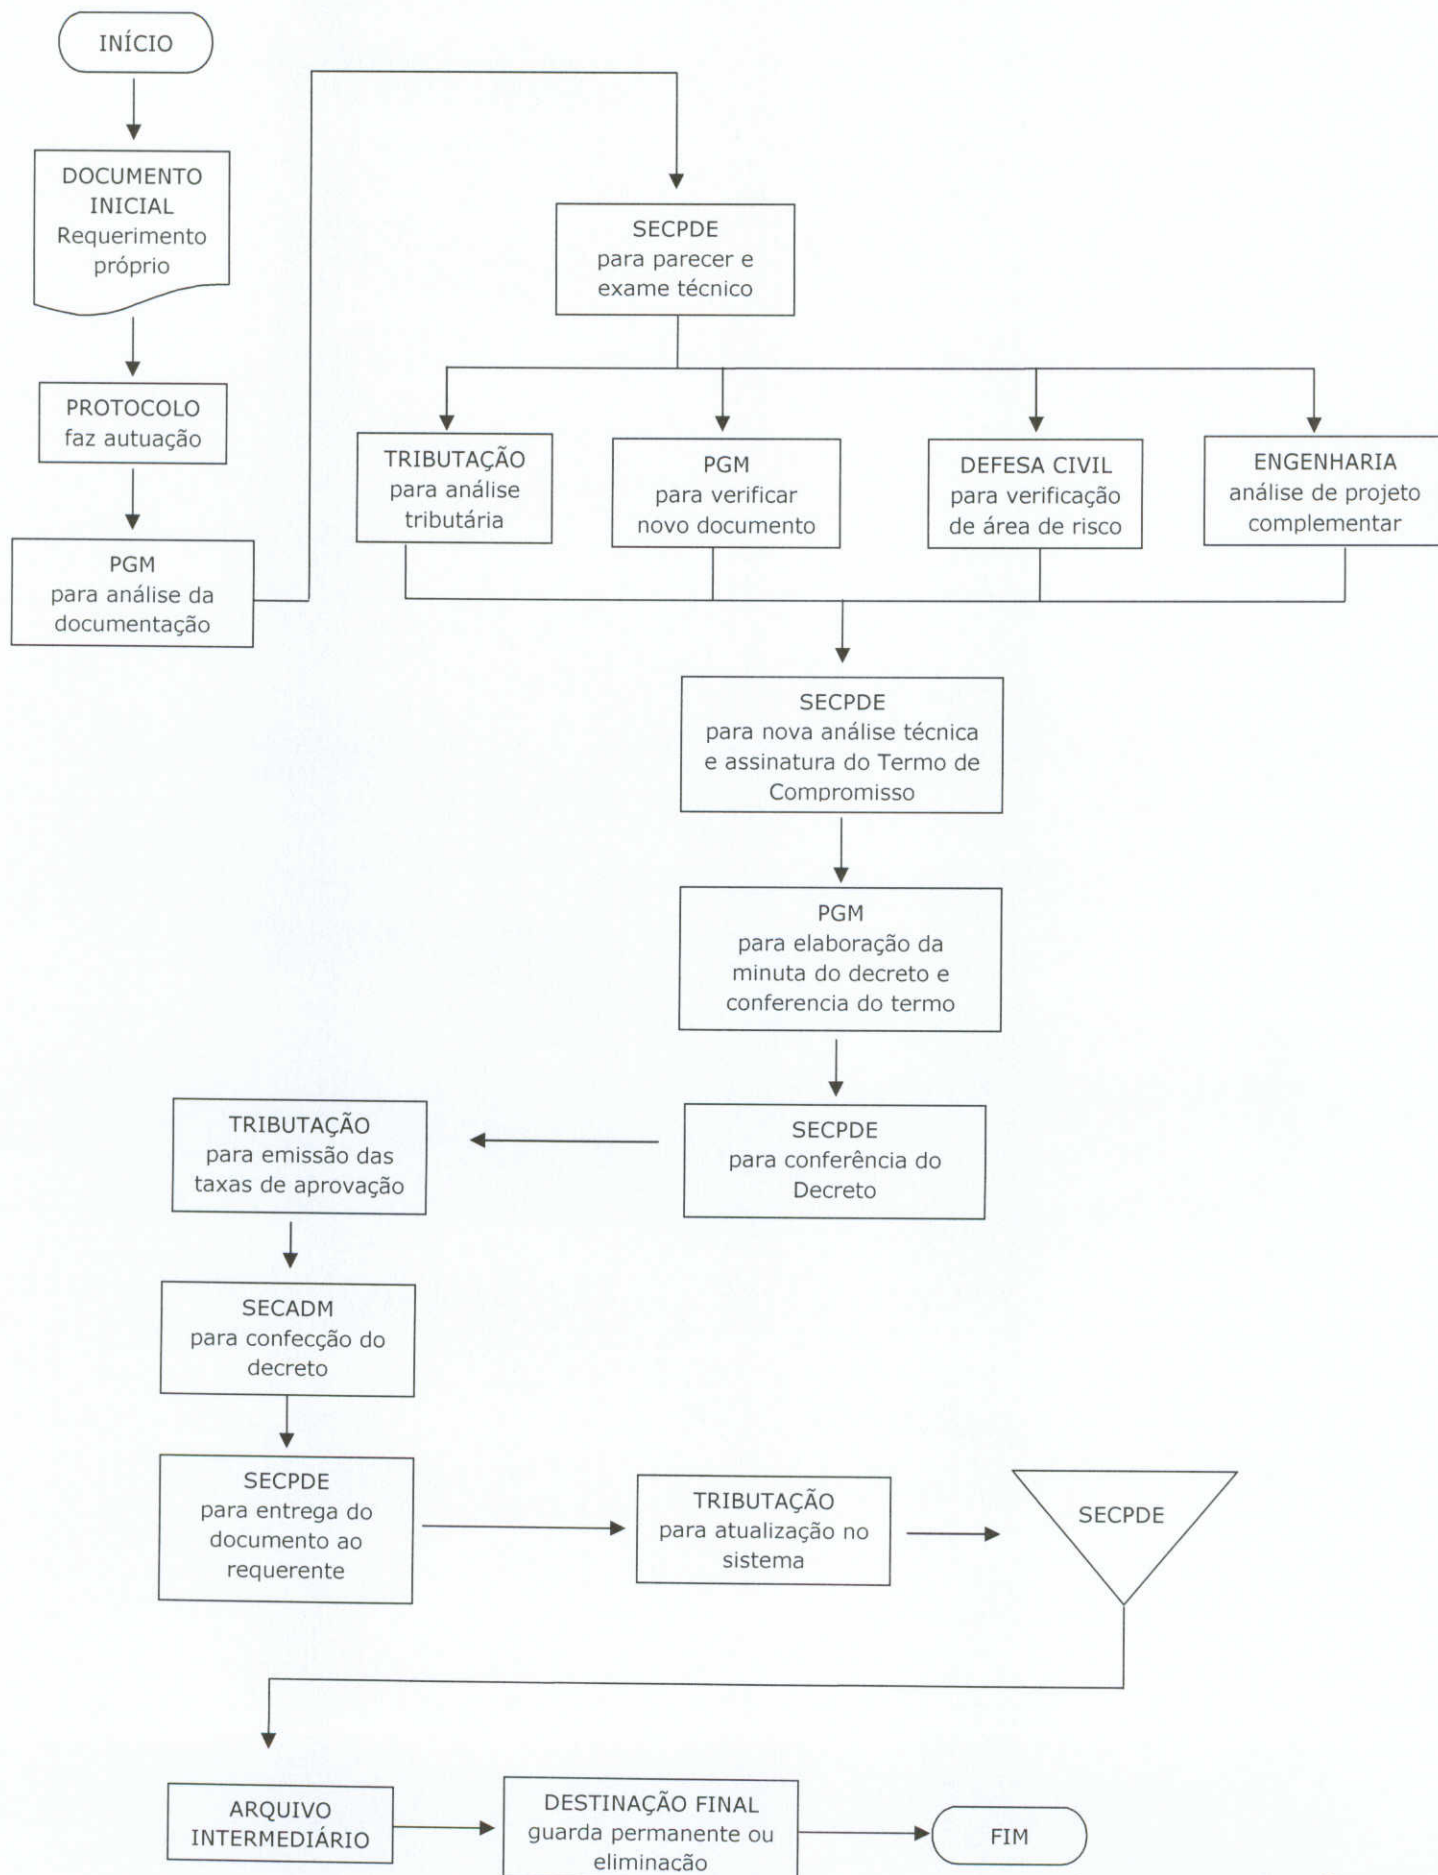 INÍCIO
DOCUMENTO
INICIAL
Requerimento
próprio
PROTOCOLO
faz autuação
PGM
para análise da
documentação
SECPDE
para parecer e
exame técnico
TRIBUTAÇÃO
para análise
tributária
PGM
para verificar
novo documento
DEFESA CIVIL
para verificação
de área de risco
ENGENHARIA
análise de projeto
complementar
SECPDE
para nova análise técnica
e assinatura do Termo de
Compromisso
PGM
para elaboração da
minuta do decreto e
conferencia do termo
SECPDE
para conferência do
Decreto
TRIBUTAÇÃO
para emissão das
taxas de aprovação
SECADM
para confecção do
decreto
SECPDE
para entrega do
documento ao
requerente
TRIBUTAÇÃO
para atualização no
sistema
SECPDE
ARQUIVO
INTERMEDIÁRIO
DESTINAÇÃO FINAL
guarda permanente ou
eliminação
FIM